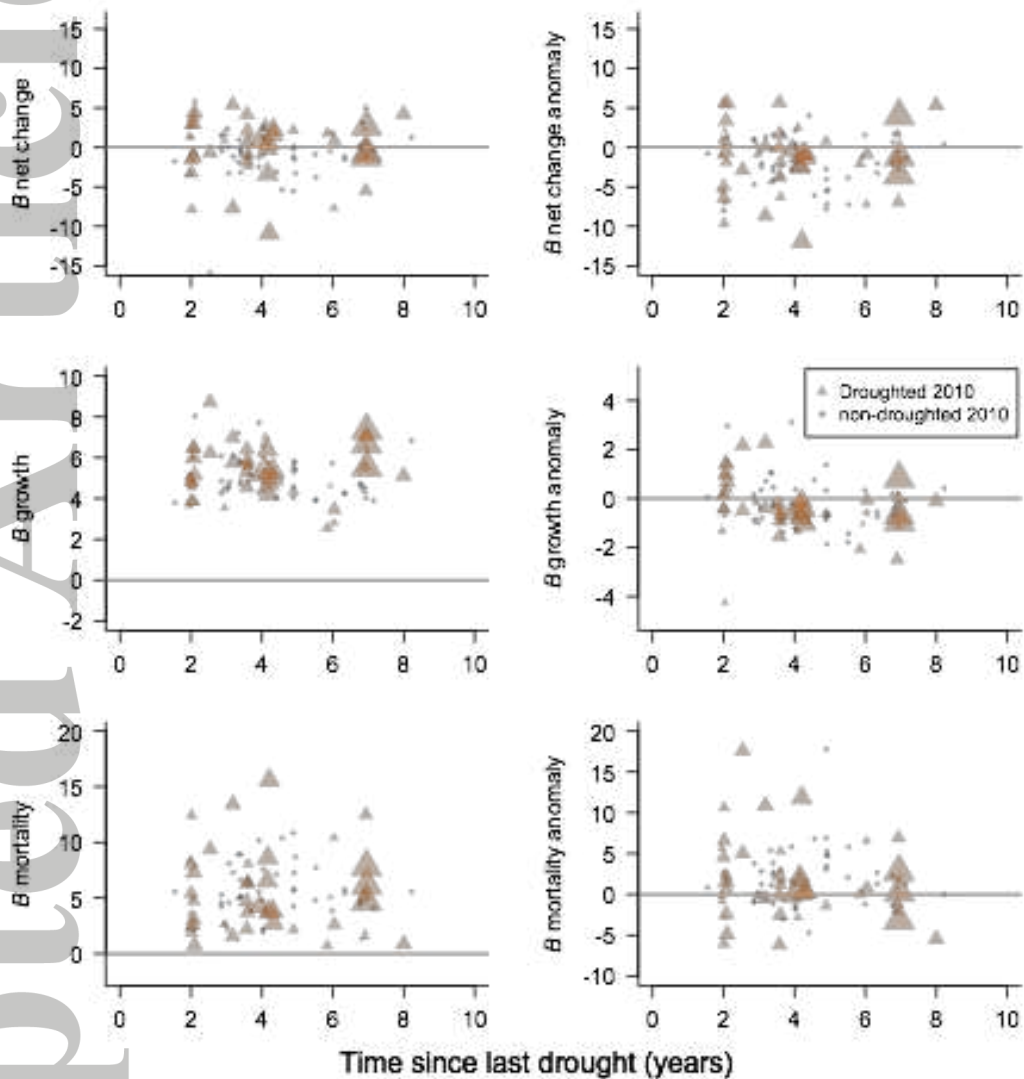 15
10
5
0
-5
-10
-15
B net change
0 2 4 6 8 10
15
10
5
0
-5
-10
-15
B net change anomaly
0 2 4 6 8 10
10
8
6
4
2
0
-2
B growth
0 2 4 6 8 10
4
2
0
-2
-4
B growth anomaly
Droughted 2010
non-droughted 2010
0 2 4 6 8 10
20
15
10
5
0
B mortality
0 2 4 6 8 10
20
15
10
5
0
-5
-10
B mortality anomaly
0 2 4 6 8 10
Time since last drought (years)